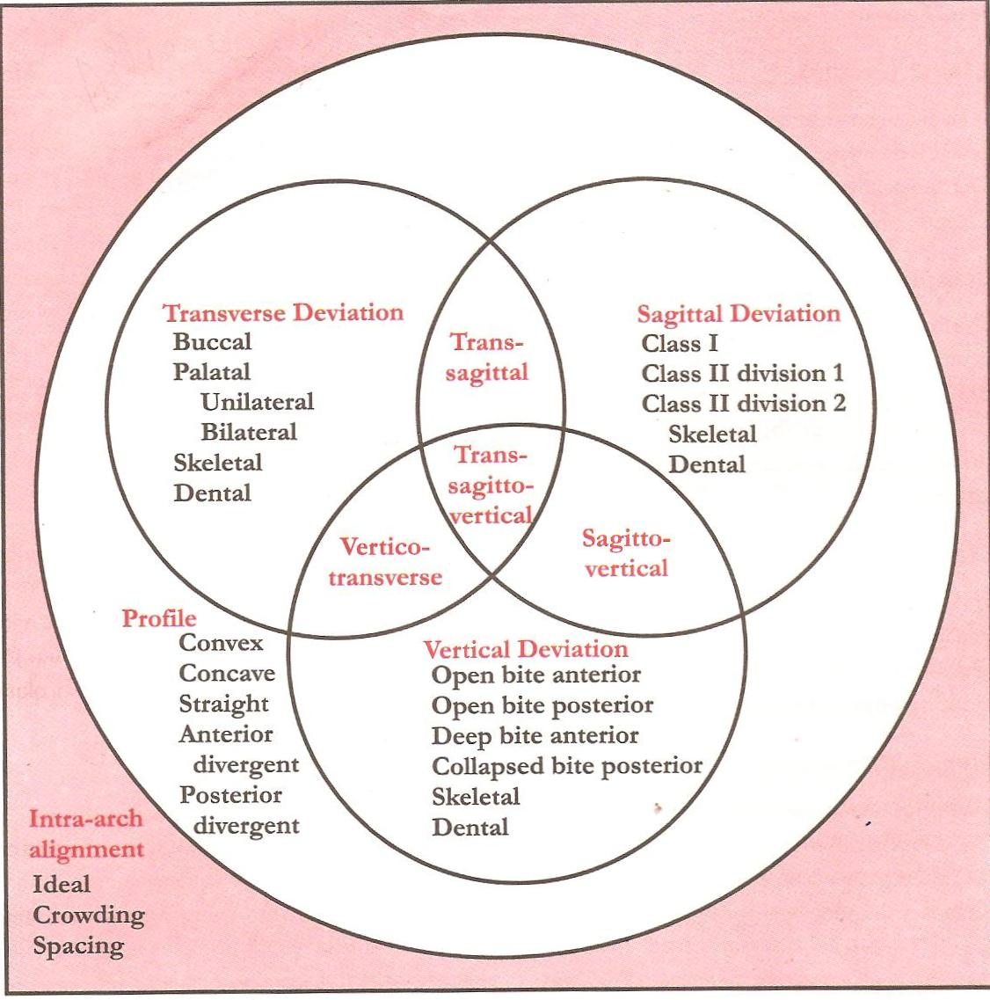 Transverse Deviation
Buccal
Palatal
Unilateral
Bilateral
Skeletal
Dental
Trans-
sagittal
Sagittal Deviation
Class I
Class II division 1
Class II division 2
Skeletal
Dental
Trans-
sagitto-
vertical
Vertico-
transverse
Sagitto-
vertical
Profile
Convex
Concave
Straight
Anterior
divergent
Posterior
divergent
Vertical Deviation
Open bite anterior
Open bite posterior
Deep bite anterior
Collapsed bite posterior
Skeletal
Dental
Intra-arch
alignment
Ideal
Crowding
Spacing